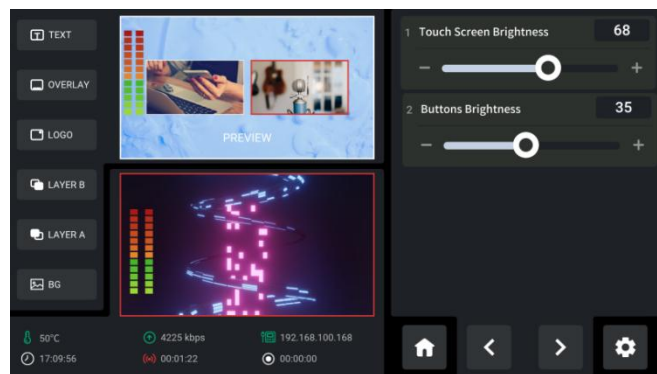 TEXT
OVERLAY
LOGO
LAYER B
LAYER A
BG
PREVIEW
1 Touch Screen Brightness 68
2 Buttons Brightness 35
50°C 4225 kbps 192.168.100.168
17:09:56 00:01:22 00:00:00